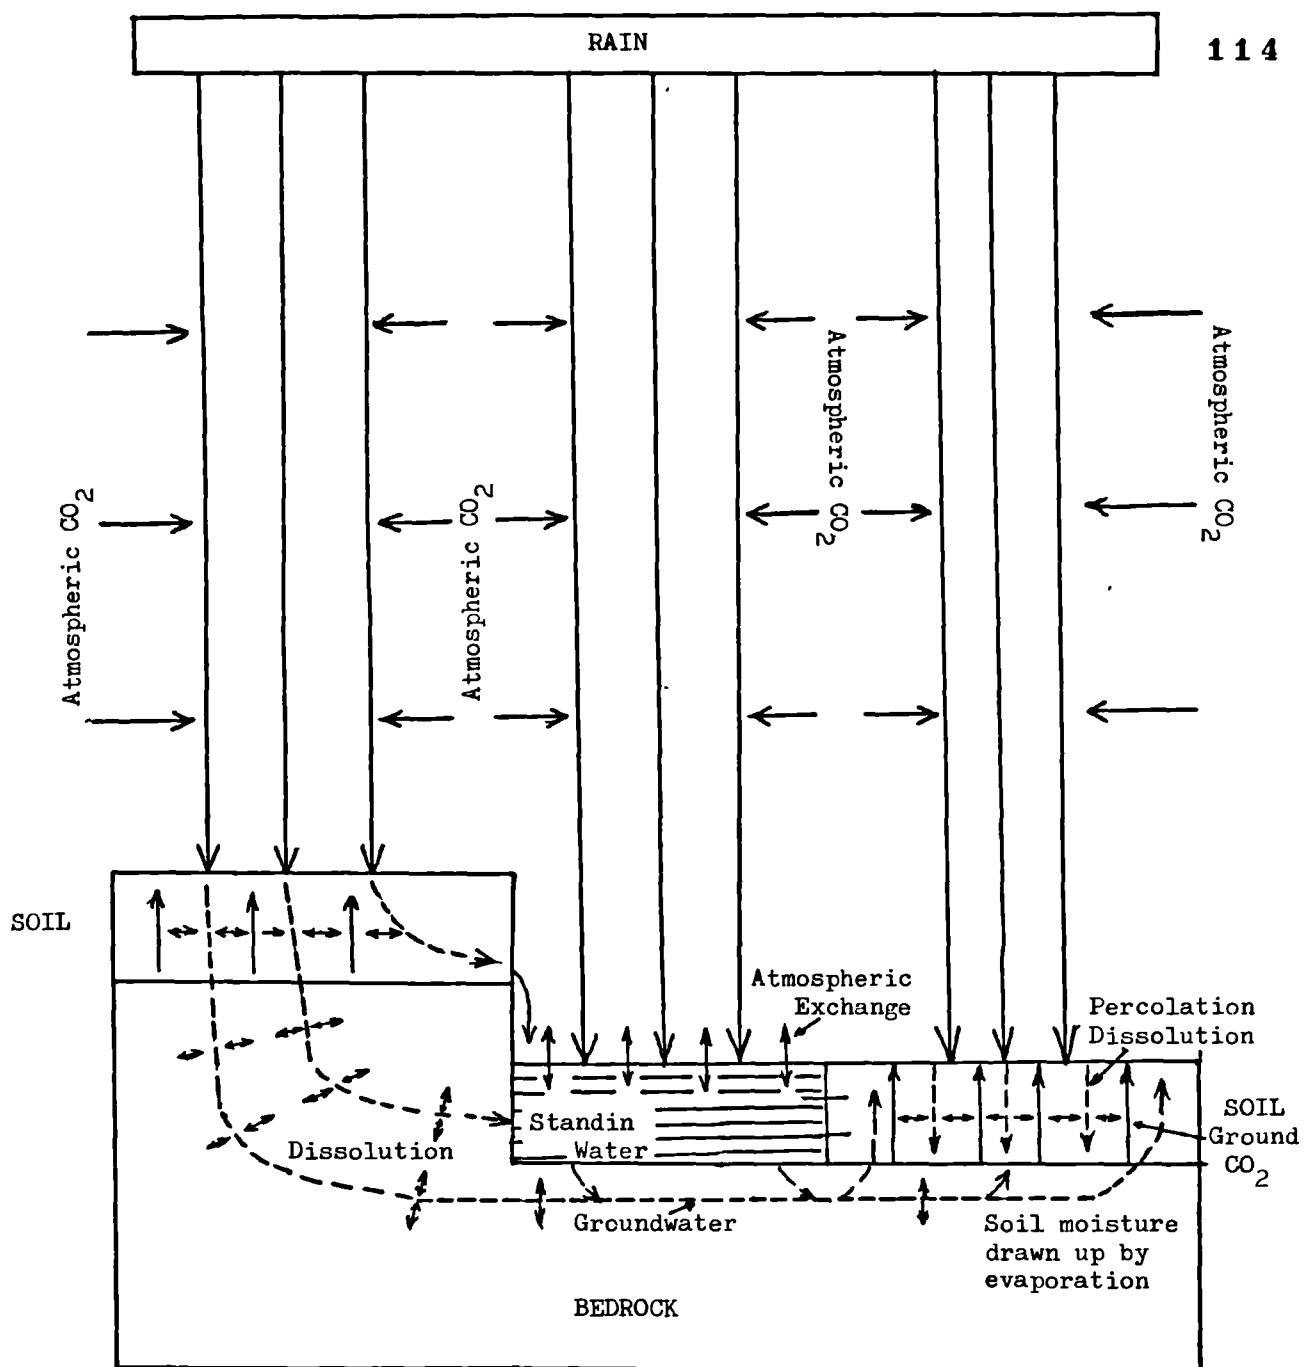 RAIN
114
Atmospheric CO2
Atmospheric CO2
Atmospheric CO2
Atmospheric CO2
SOIL
Atmospheric
Exchange
Percolation
Dissolution
Standin
Water
Dissolution
SOIL
Ground
CO2
Groundwater
Soil moisture
drawn up by
evaporation
BEDROCK